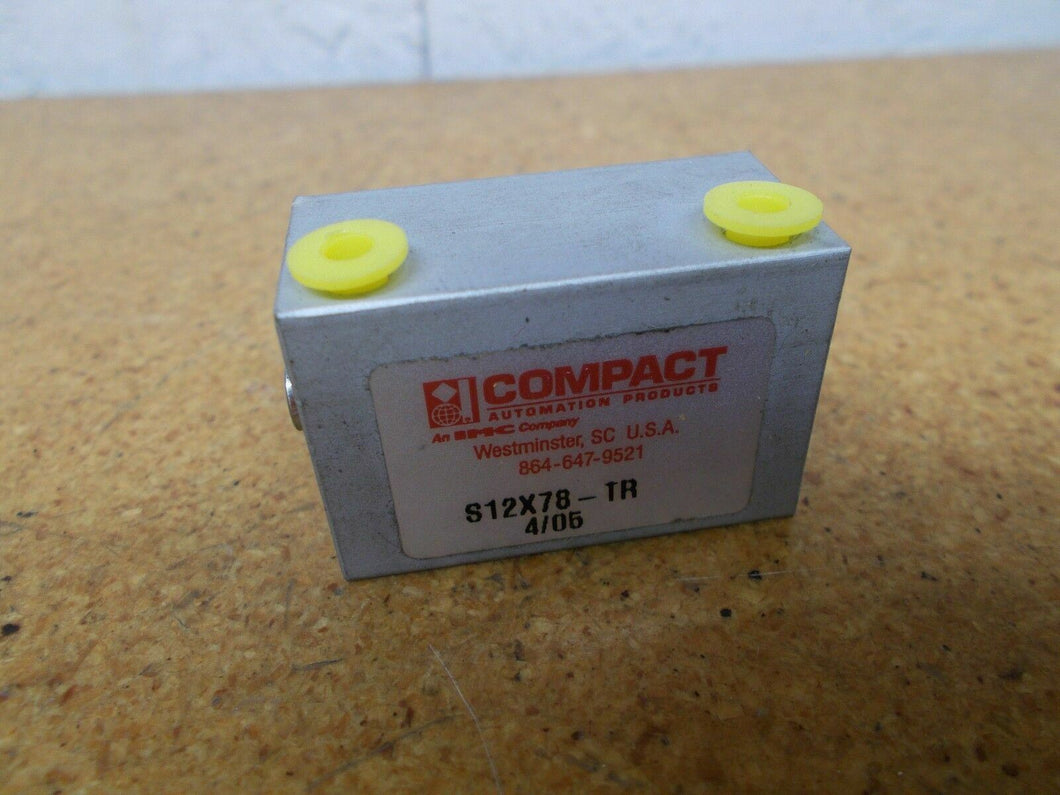 COMPACT
AUTOMATION PRODUCTS
An IMC Company
Westminster, SC U.S.A.
864-647-9521
S12X78-TR
4/05